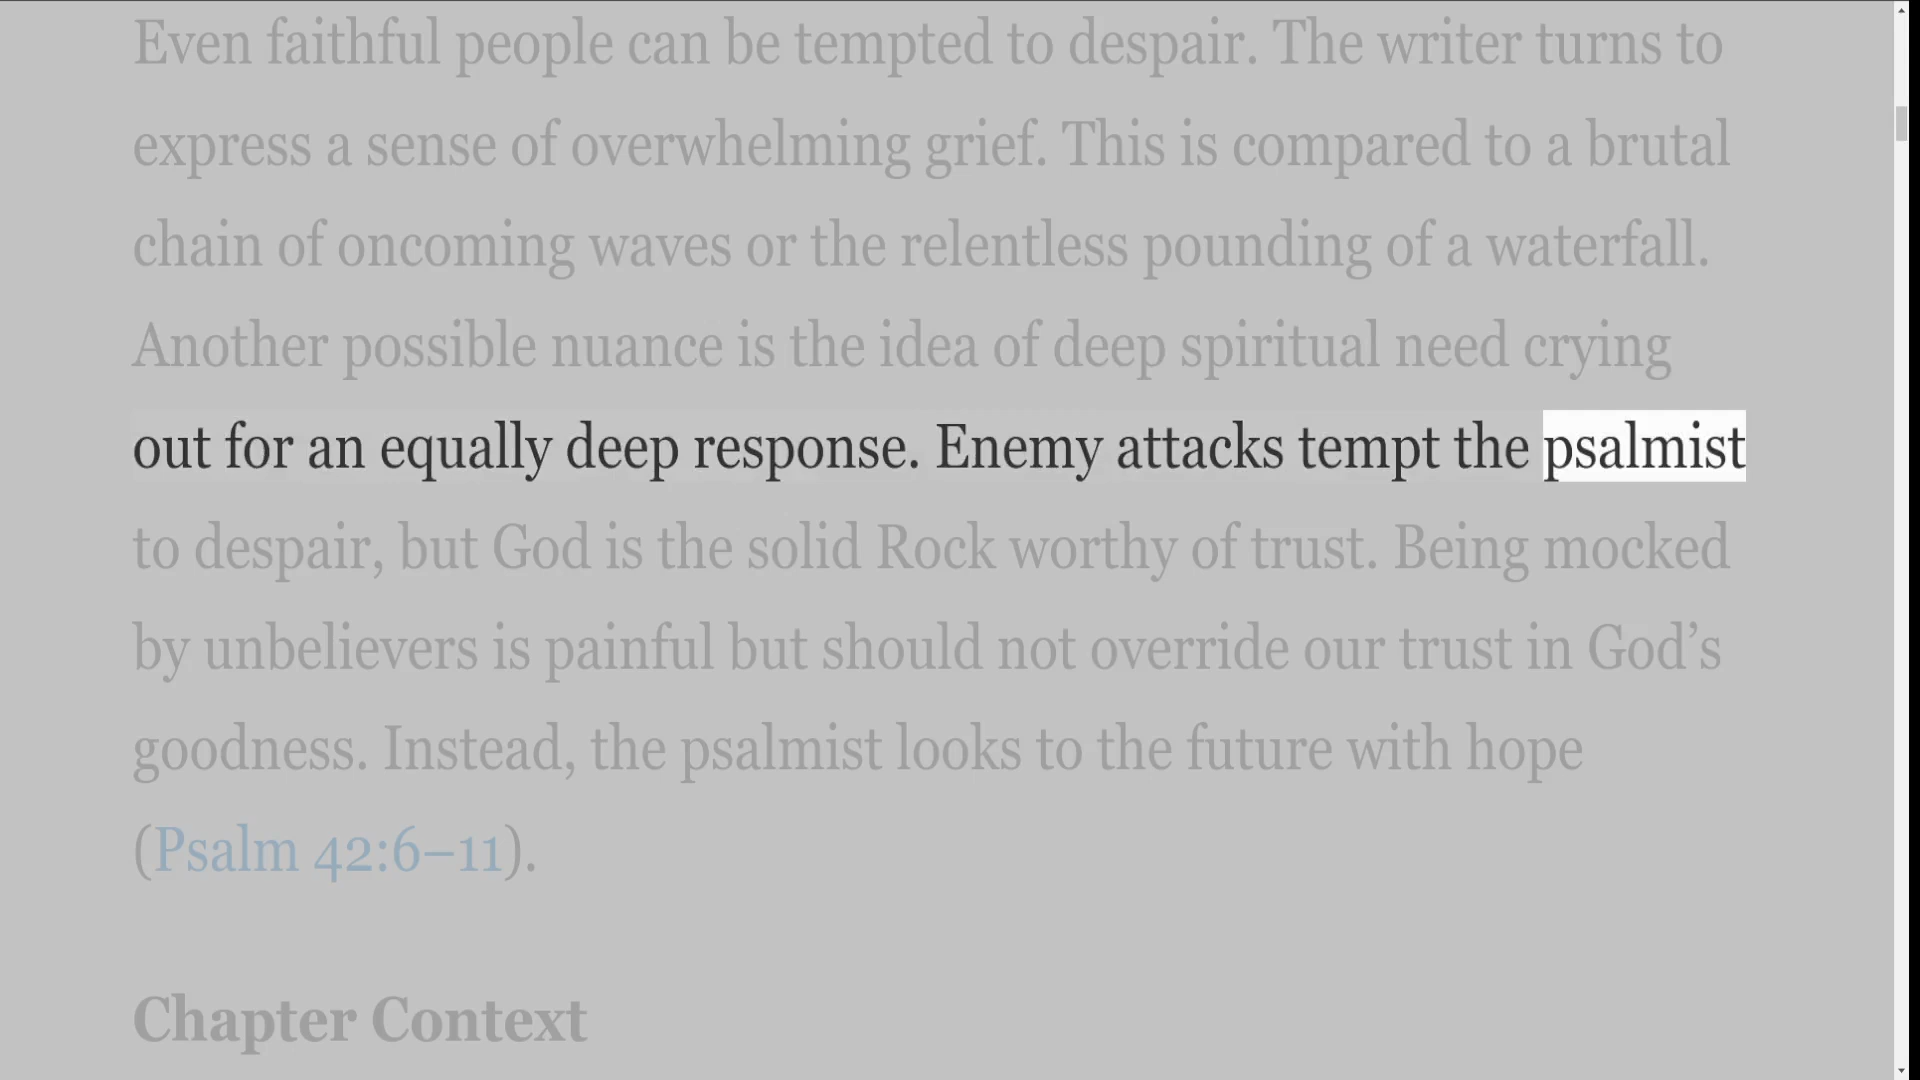 Even faithful people can be tempted to despair. The writer turns to
express a sense of overwhelming grief. This is compared to a brutal
chain of oncoming waves or the relentless pounding of a waterfall.
Another possible nuance is the idea of deep spiritual need crying
out for an equally deep response. Enemy attacks tempt the psalmist
to despair, but God is the solid Rock worthy of trust. Being mocked
by unbelievers is painful but should not override our trust in God’s
goodness. Instead, the psalmist looks to the future with hope
(Psalm 42:6–11).
Chapter Context